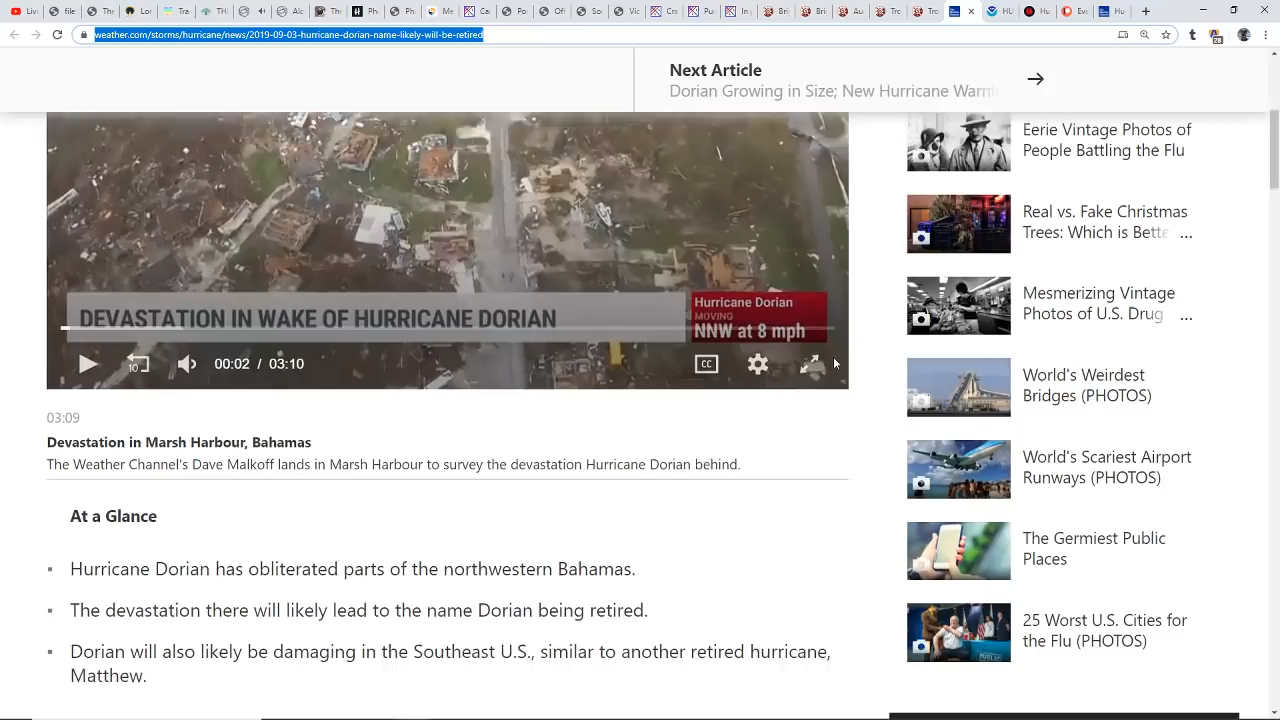 weather.com/storms/hurricane/news/2019-09-03-hurricane-dorian-name-likely-will-be-retired
Next Article
Dorian Growing in Size; New Hurricane Warni
DEVASTATION IN WAKE OF HURRICANE DORIAN
Hurricane Dorian
MOVING
NNW at 8 mph
10
00:02 / 03:10
CC
03:09
Devastation in Marsh Harbour, Bahamas
The Weather Channel's Dave Malkoff lands in Marsh Harbour to survey the devastation Hurricane Dorian behind.
At a Glance
Hurricane Dorian has obliterated parts of the northwestern Bahamas.
The devastation there will likely lead to the name Dorian being retired.
Dorian will also likely be damaging in the Southeast U.S., similar to another retired hurricane,
Matthew.
Eerie Vintage Photos of
People Battling the Flu
Real vs. Fake Christmas
Trees: Which is Bette ...
Mesmerizing Vintage
Photos of U.S. Drug ...
World's Weirdest
Bridges (PHOTOS)
World's Scariest Airport
Runways (PHOTOS)
The Germiest Public
Places
25 Worst U.S. Cities for
the Flu (PHOTOS)